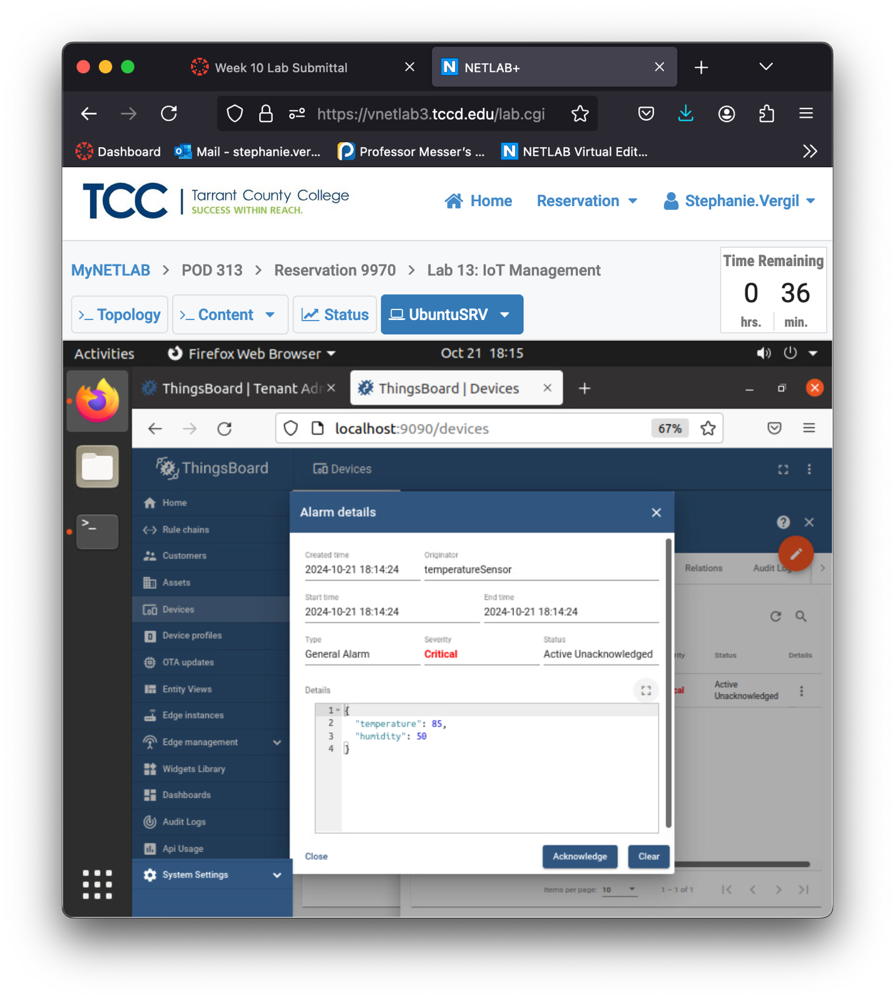 Week 10 Lab Submittal
NETLAB+
https://vnetlab3.tccd.edu/lab.cgi
Dashboard
Mail - stephanie.ver...
Professor Messer's ...
NETLAB Virtual Edit...
TCC
Tarrant County College
SUCCESS WITHIN REACH.
Home
Reservation
Stephanie.Vergil
MyNETLAB > POD 313 > Reservation 9970 > Lab 13: IoT Management
Time Remaining
0 36
hrs. min.
>_ Topology
>_ Content
Status
UbuntuSRV
Activities
Firefox Web Browser
Oct 21 18:15
ThingsBoard | Tenant Adm
ThingsBoard | Devices
localhost:9090/devices
67%
ThingsBoard
Devices
Home
Rule chains
Customers
Assets
Devices
Device profiles
OTA updates
Entity Views
Edge instances
Edge management
Widgets Library
Dashboards
Audit Logs
Api Usage
System Settings
Alarm details
Created time
2024-10-21 18:14:24
Originator
temperatureSensor
Start time
2024-10-21 18:14:24
End time
2024-10-21 18:14:24
Type
General Alarm
Severity
Critical
Status
Active Unacknowledged
Details
1 {
2 "temperature": 85,
3 "humidity": 50
4 }
Close
Acknowledge
Clear
Relations
Audit Lo
rity
Status
Details
cal
Active
Unacknowledged
Items per page: 10
1 – 1 of 1